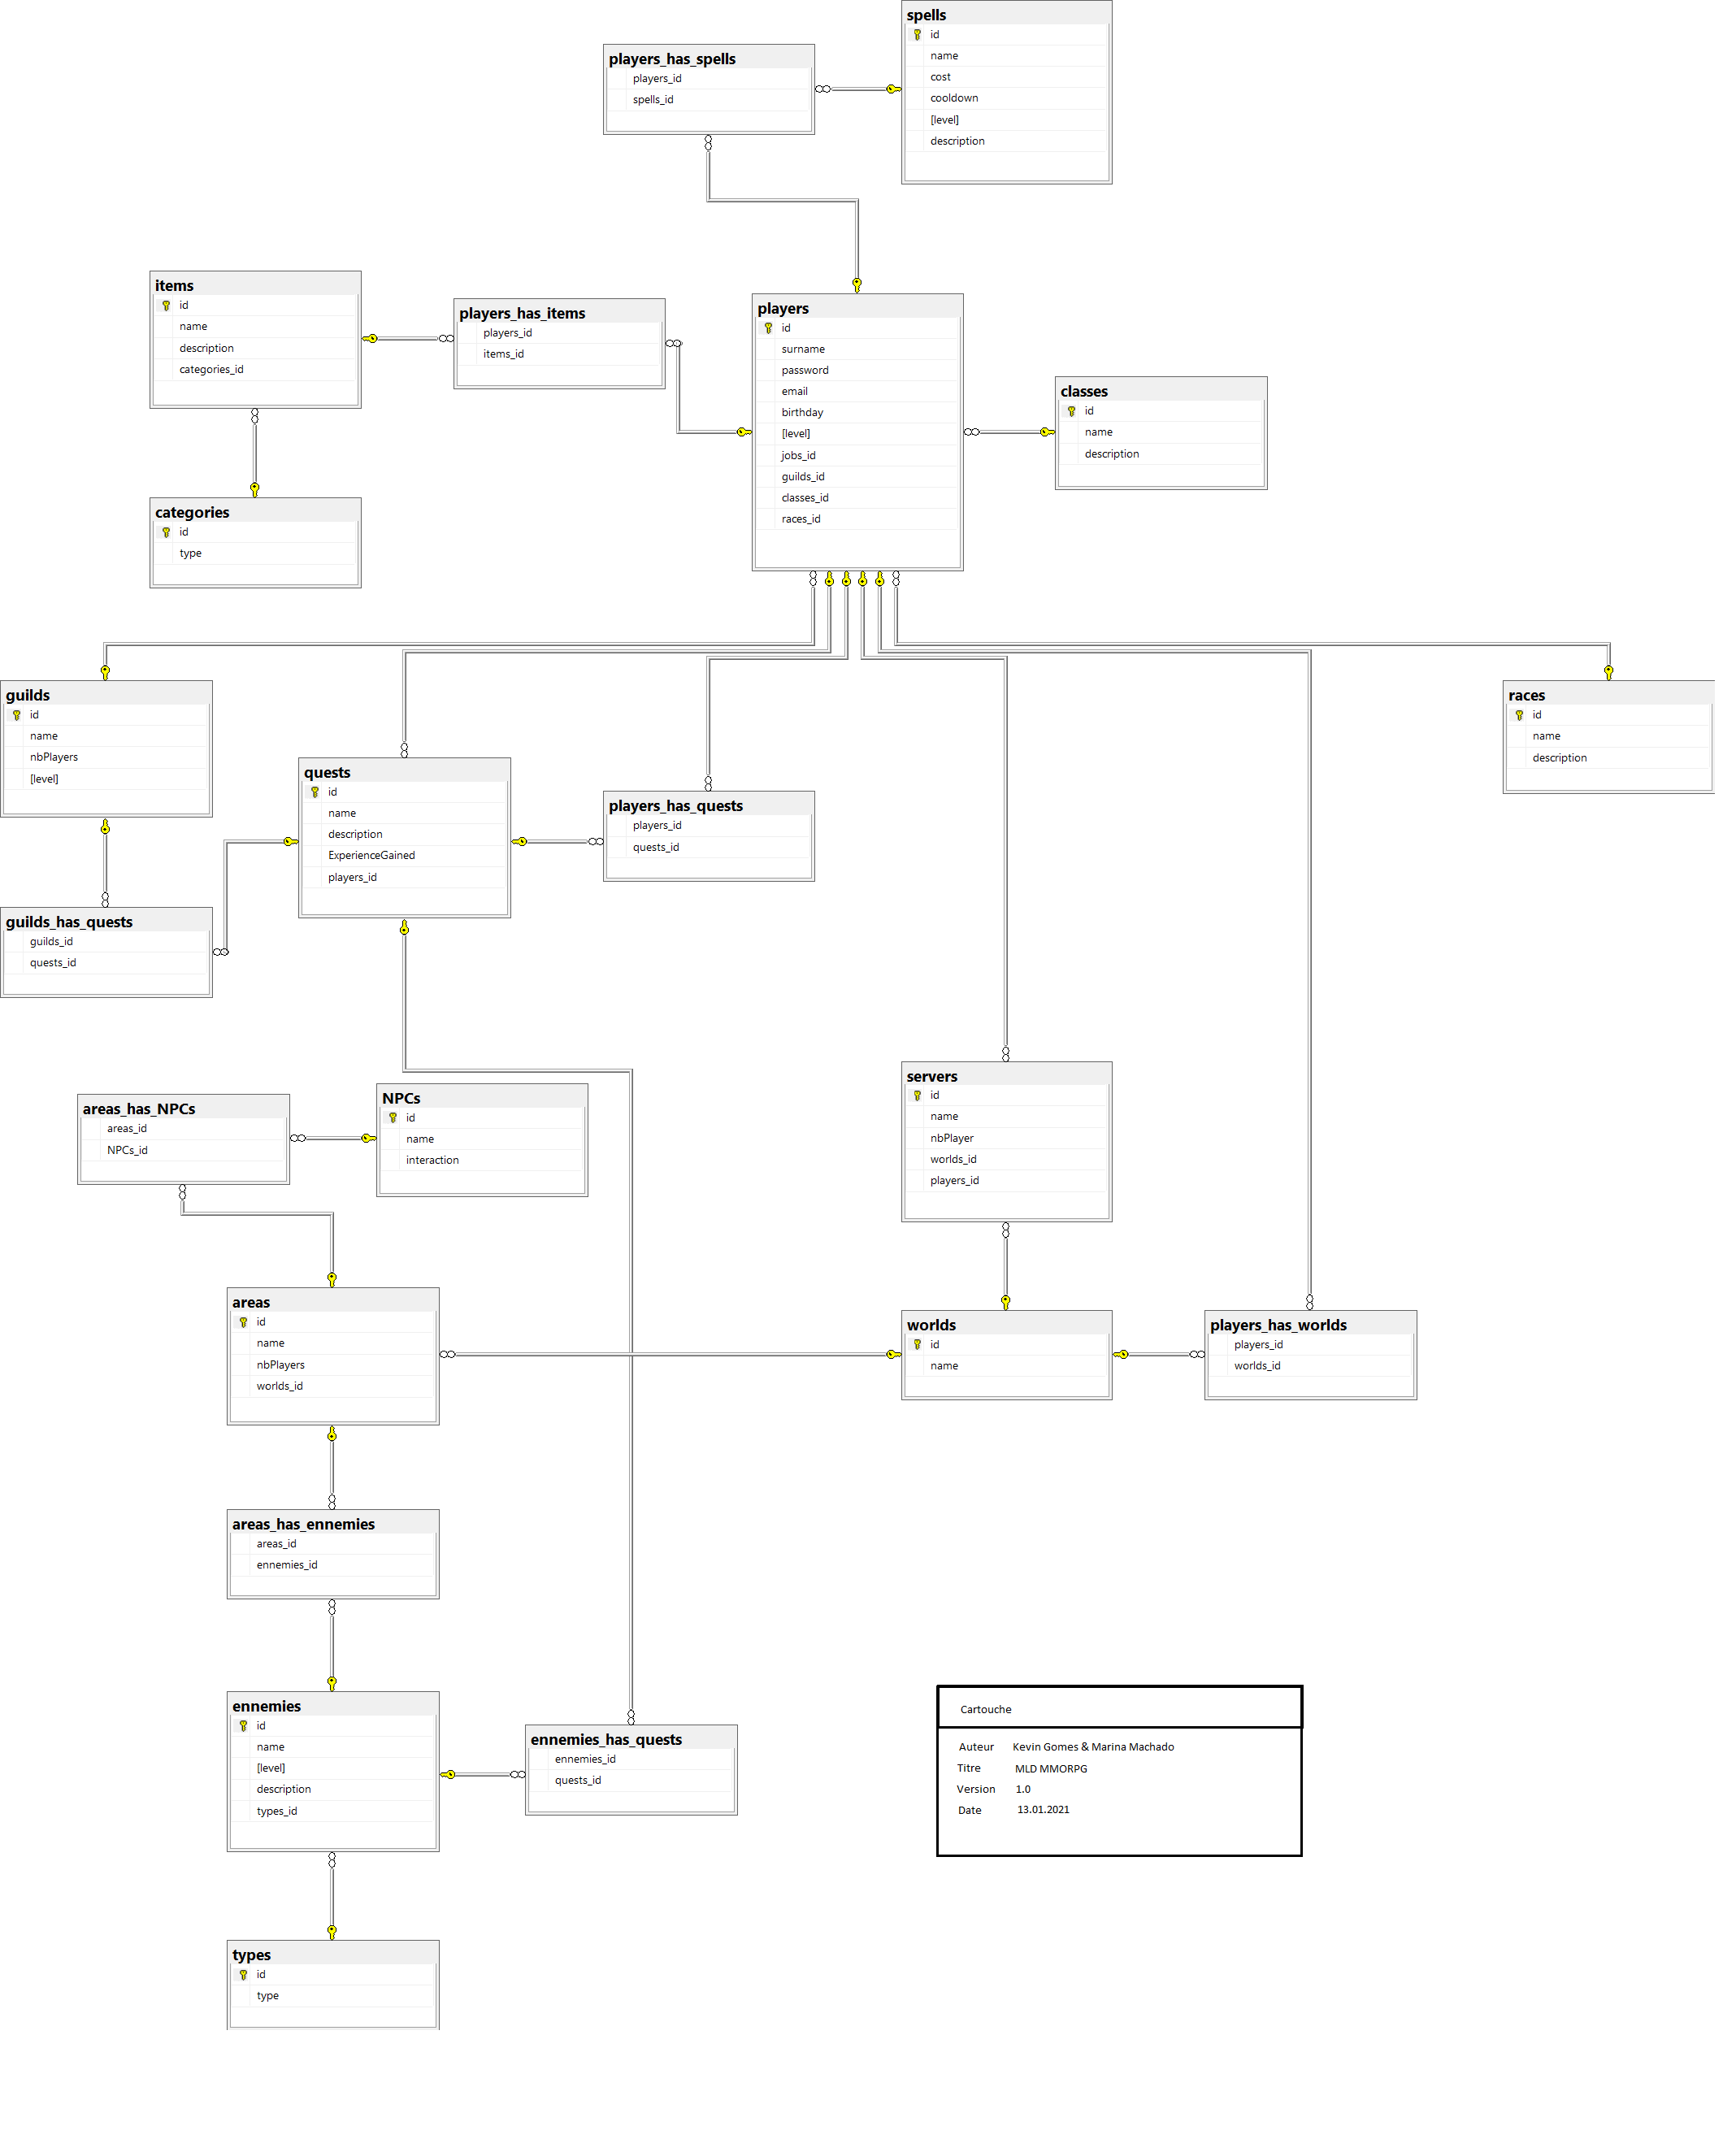 spells
id
name
cost
cooldown
[level]
description
players_has_spells
players_id
spells_id
items
id
name
description
categories_id
players_has_items
players_id
items_id
players
id
surname
password
email
birthday
[level]
jobs_id
guilds_id
classes_id
races_id
classes
id
name
description
categories
id
type
guilds
id
name
nbPlayers
[level]
races
id
name
description
quests
id
name
description
ExperienceGained
players_id
players_has_quests
players_id
quests_id
guilds_has_quests
guilds_id
quests_id
servers
id
name
nbPlayer
worlds_id
players_id
areas_has_NPCs
areas_id
NPCs_id
NPCs
id
name
interaction
areas
id
name
nbPlayers
worlds_id
worlds
id
name
players_has_worlds
players_id
worlds_id
areas_has_ennemies
areas_id
ennemies_id
ennemies
id
name
[level]
description
types_id
ennemies_has_quests
ennemies_id
quests_id
Cartouche
Auteur Kevin Gomes & Marina Machado
Titre MLD MMORPG
Version 1.0
Date 13.01.2021
types
id
type